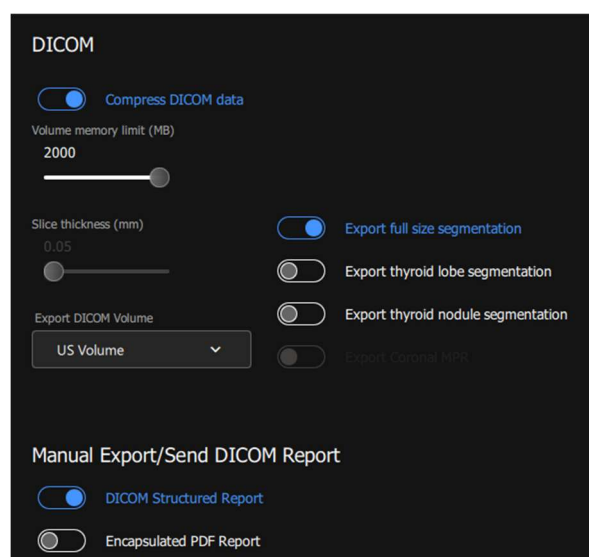 DICOM
Compress DICOM data
Volume memory limit (MB)
2000
Slice thickness (mm)
0.05
Export full size segmentation
Export thyroid lobe segmentation
Export DICOM Volume
US Volume
Export thyroid nodule segmentation
Export Coronal MPR
Manual Export/Send DICOM Report
DICOM Structured Report
Encapsulated PDF Report